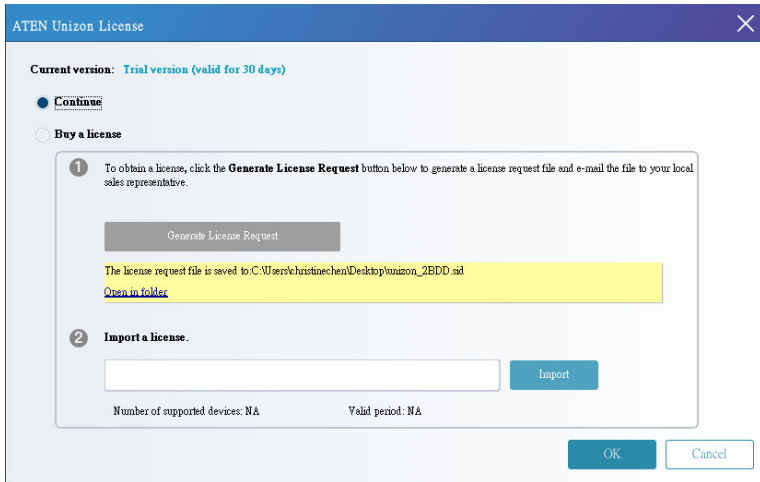 ATEN Unizon License
Current version: Trial version (valid for 30 days)
Continue
Buy a license
1 To obtain a license, click the Generate License Request button below to generate a license request file and e-mail the file to your local
sales representative.
Generate License Request
The license request file is saved to:C:\Users\christinechen\Desktop\unizon_2BDD.sid
Open in folder
2 Import a license.
Import
Number of supported devices: NA Valid period: NA
OK Cancel